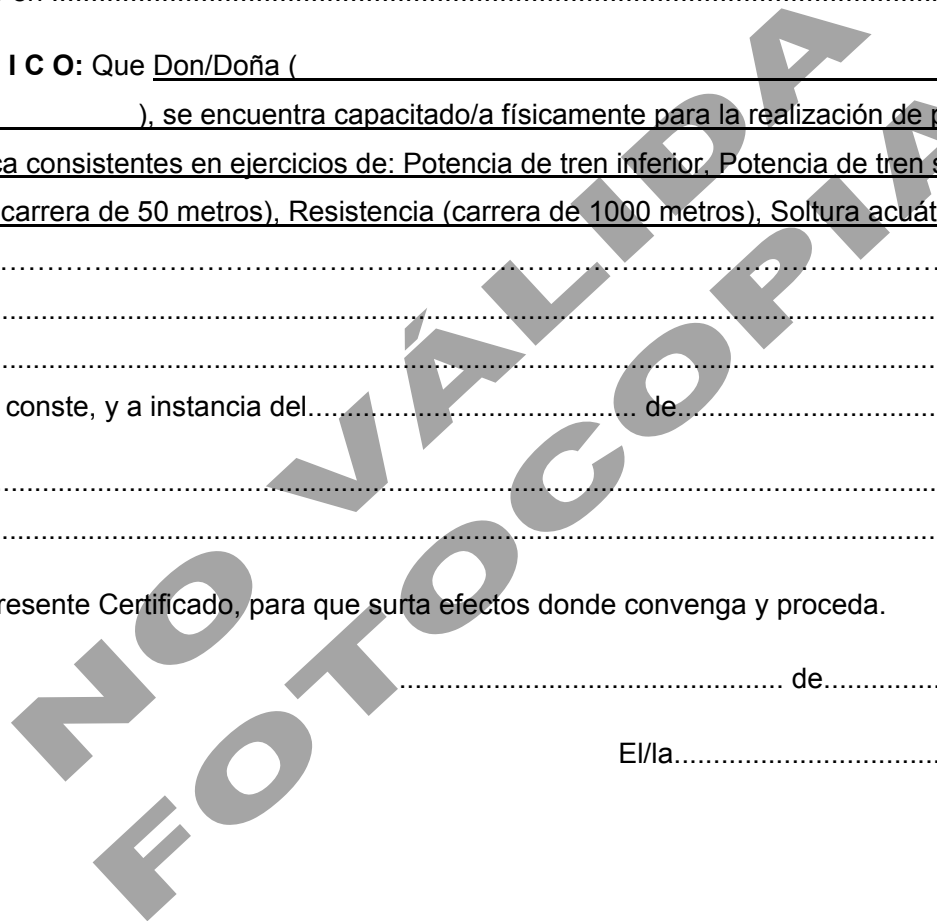 en ........................................................................................................................
I C O: Que Don/Doña (
), se encuentra capacitado/a físicamente para la realización de
consistentes en ejercicios de: Potencia de tren inferior, Potencia de tren
carrera de 50 metros), Resistencia (carrera de 1000 metros), Soltura
........................................................................................................................
........................................................................................................................
........................................................................................................................
conste, y a instancia del.......................................... de..................................
........................................................................................................................
........................................................................................................................
resente Certificado, para que surta efectos donde convenga y proceda.
.................................................. de...............
El/la..................................
NO VÁLIDA
FOTOCOPIA